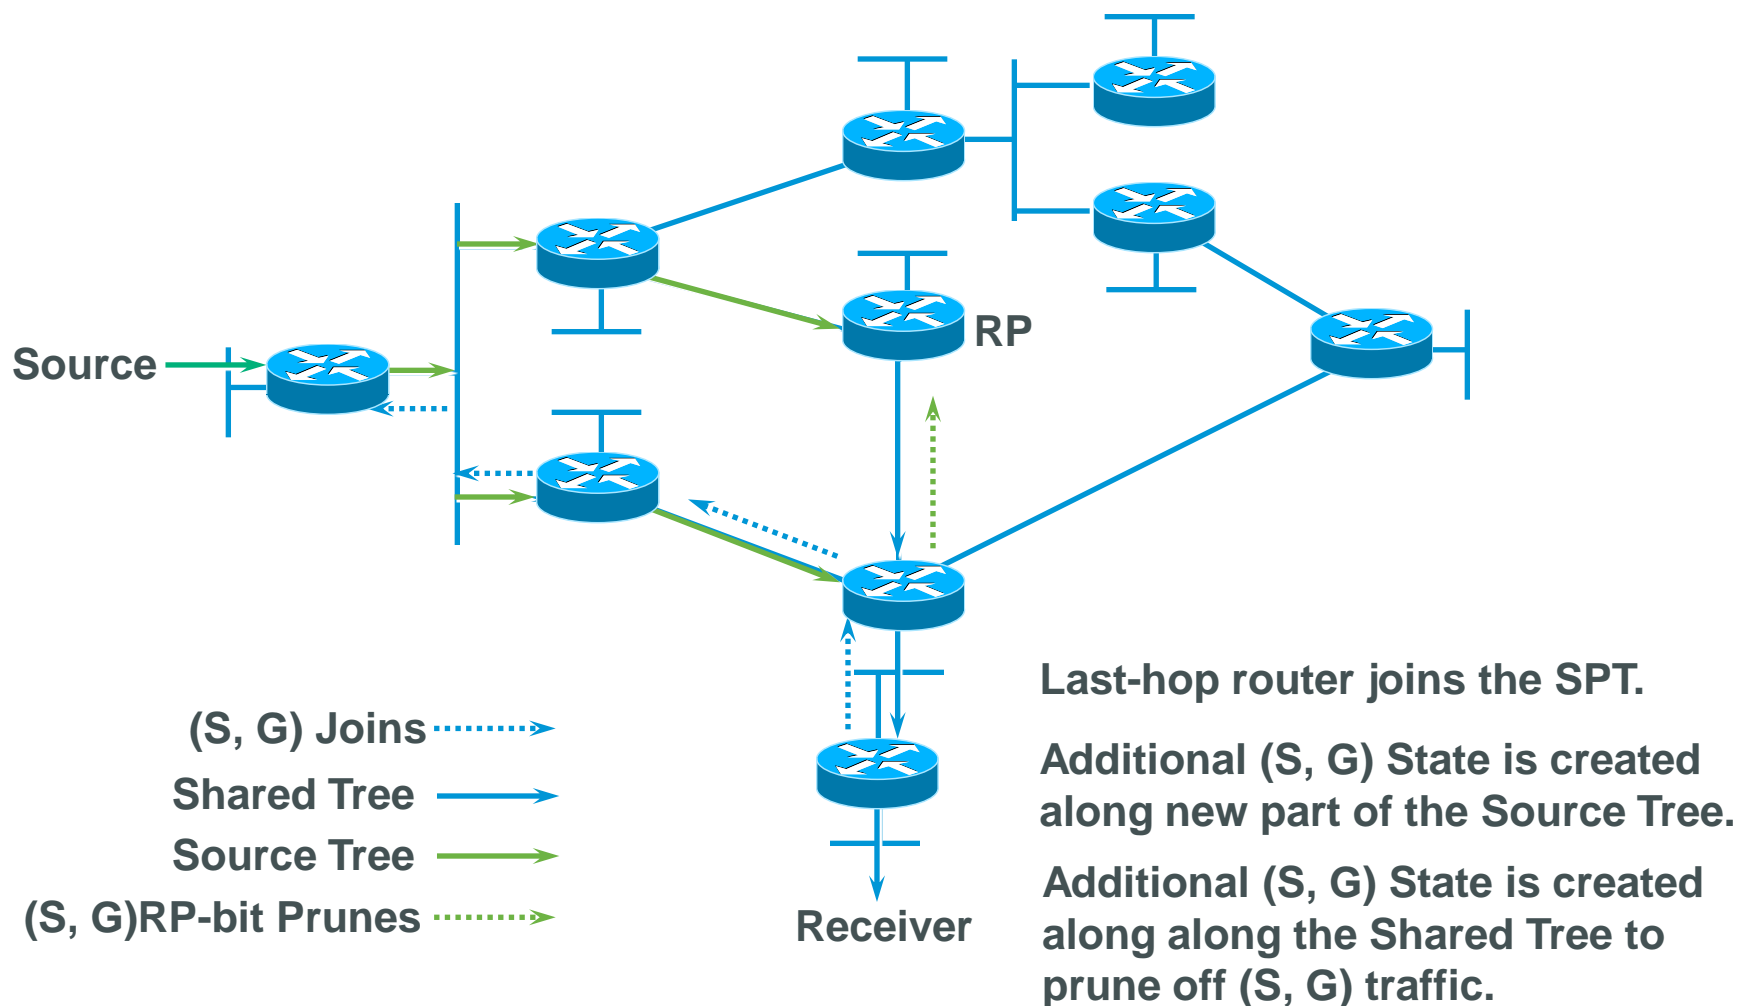 RP
Source
(S, G) Joins
Shared Tree
Source Tree
(S, G)RP-bit Prunes
Receiver
Last-hop router joins the SPT.
Additional (S, G) State is created
along new part of the Source Tree.
Additional (S, G) State is created
along along the Shared Tree to
prune off (S, G) traffic.